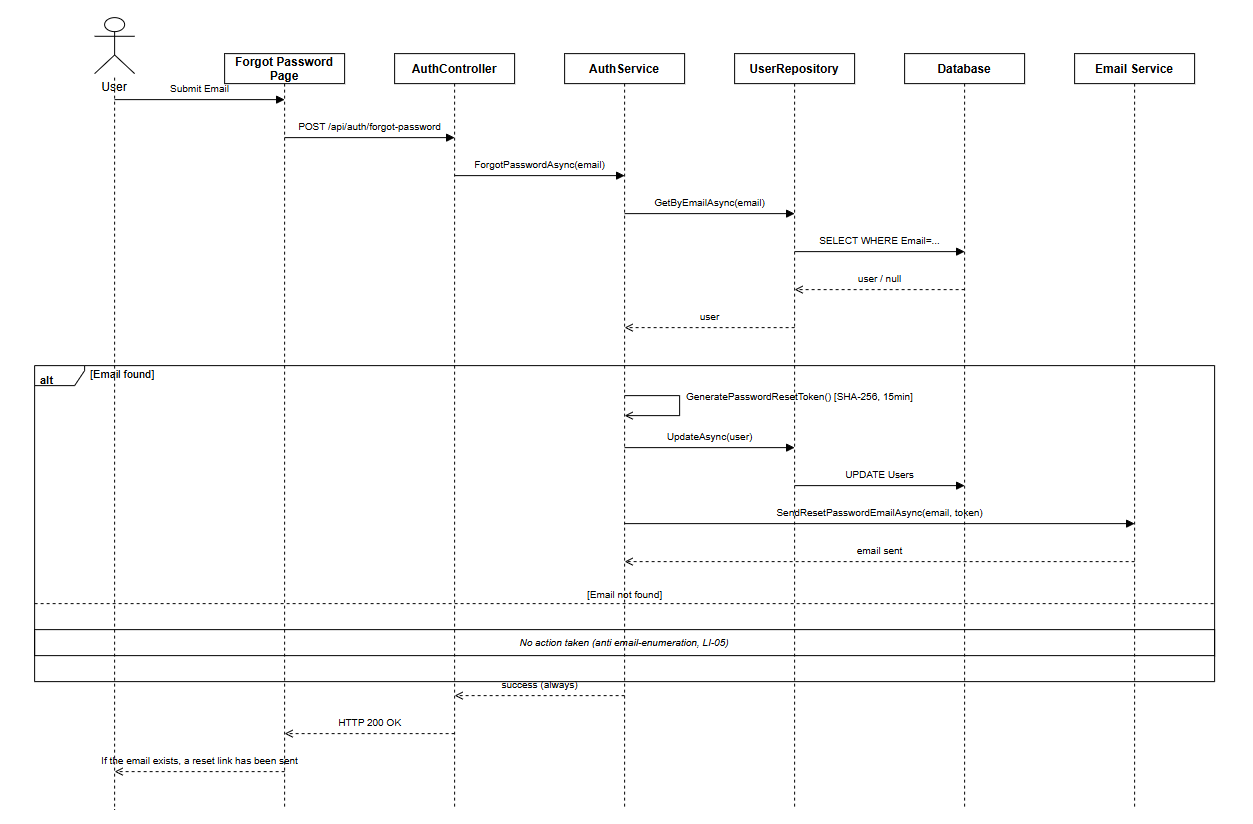 User
Forgot Password
Page
AuthController
AuthService
UserRepository
Database
Email Service
Submit Email
POST /api/auth/forgot-password
ForgotPasswordAsync(email)
GetByEmailAsync(email)
SELECT WHERE Email=...
user / null
user
alt
[Email found]
GeneratePasswordResetToken() [SHA-256, 15min]
UpdateAsync(user)
UPDATE Users
SendResetPasswordEmailAsync(email, token)
email sent
[Email not found]
No action taken (anti email-enumeration, LI-05)
success (always)
HTTP 200 OK
If the email exists, a reset link has been sent